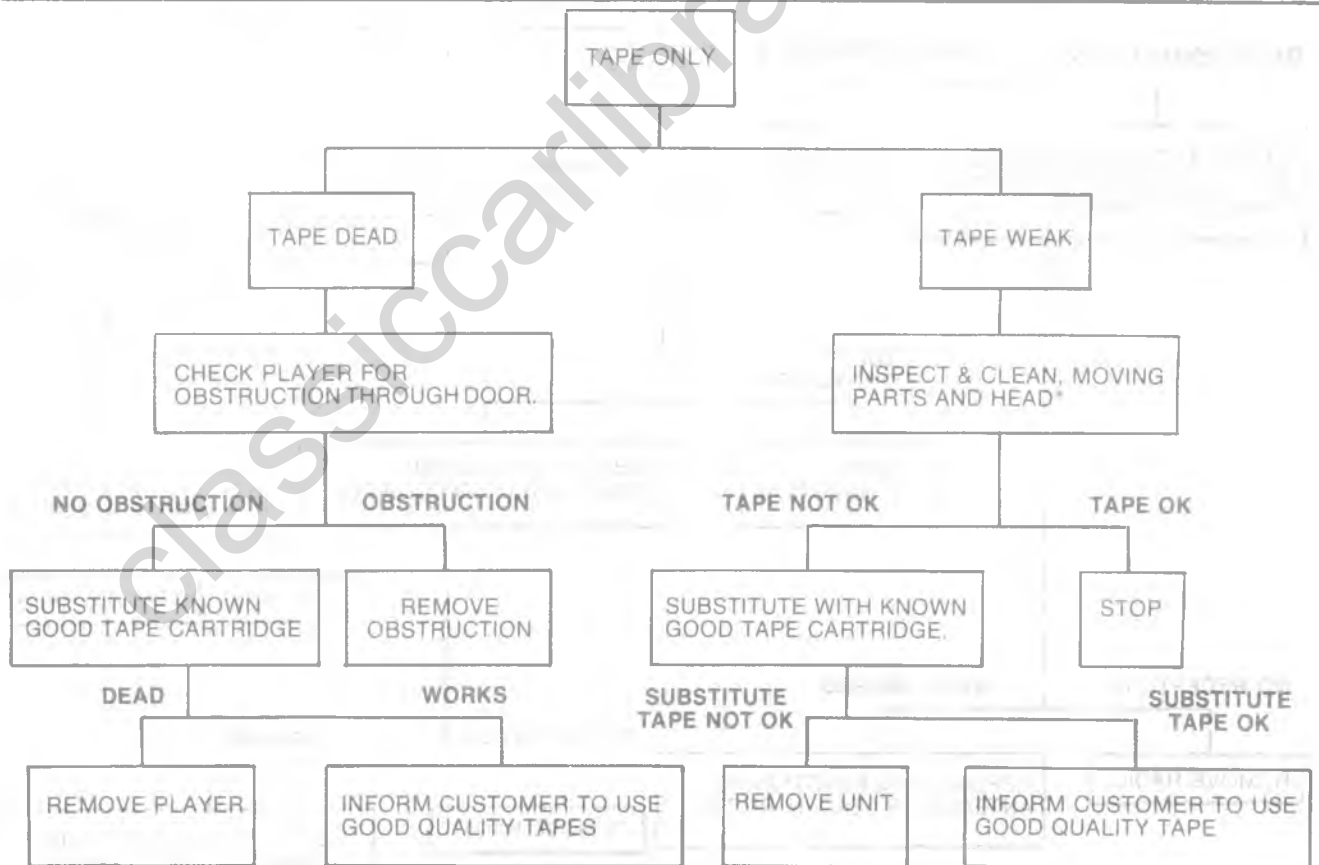 TAPE ONLY
TAPE DEAD
TAPE WEAK
CHECK PLAYER FOR
OBSTRUCTION THROUGH DOOR.
INSPECT & CLEAN, MOVING
PARTS AND HEAD*
NO OBSTRUCTION
OBSTRUCTION
TAPE NOT OK
TAPE OK
SUBSTITUTE KNOWN
GOOD TAPE CARTRIDGE
REMOVE
OBSTRUCTION
SUBSTITUTE WITH KNOWN
GOOD TAPE CARTRIDGE.
STOP
DEAD
WORKS
SUBSTITUTE
TAPE NOT OK
SUBSTITUTE
TAPE OK
REMOVE PLAYER
INFORM CUSTOMER TO USE
GOOD QUALITY TAPES
REMOVE UNIT
INFORM CUSTOMER TO USE
GOOD QUALITY TAPE
classiccarlibra